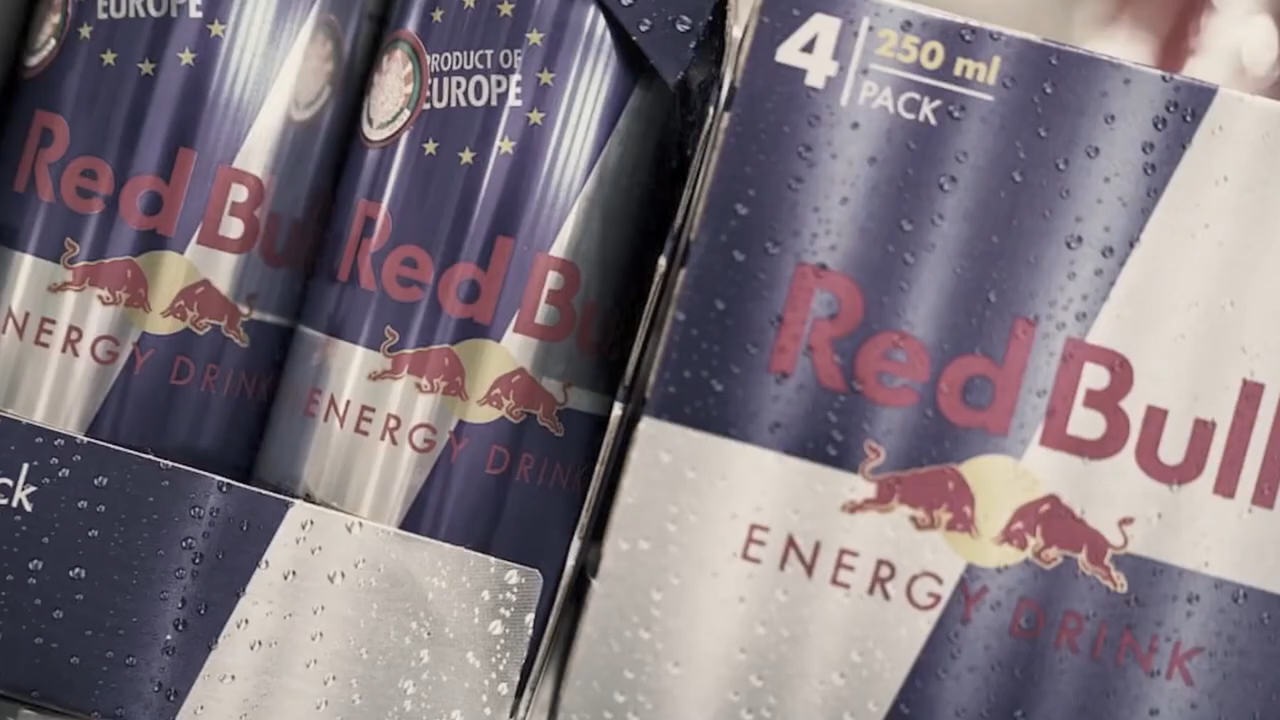 EUROPE
Red Bu
ENERGY DRINK
PRODUCT OF
EUROPE
Red Bu
ENERGY DRINK
ck
4
250 ml
PACK
Red Bull
ENERGY DRINK